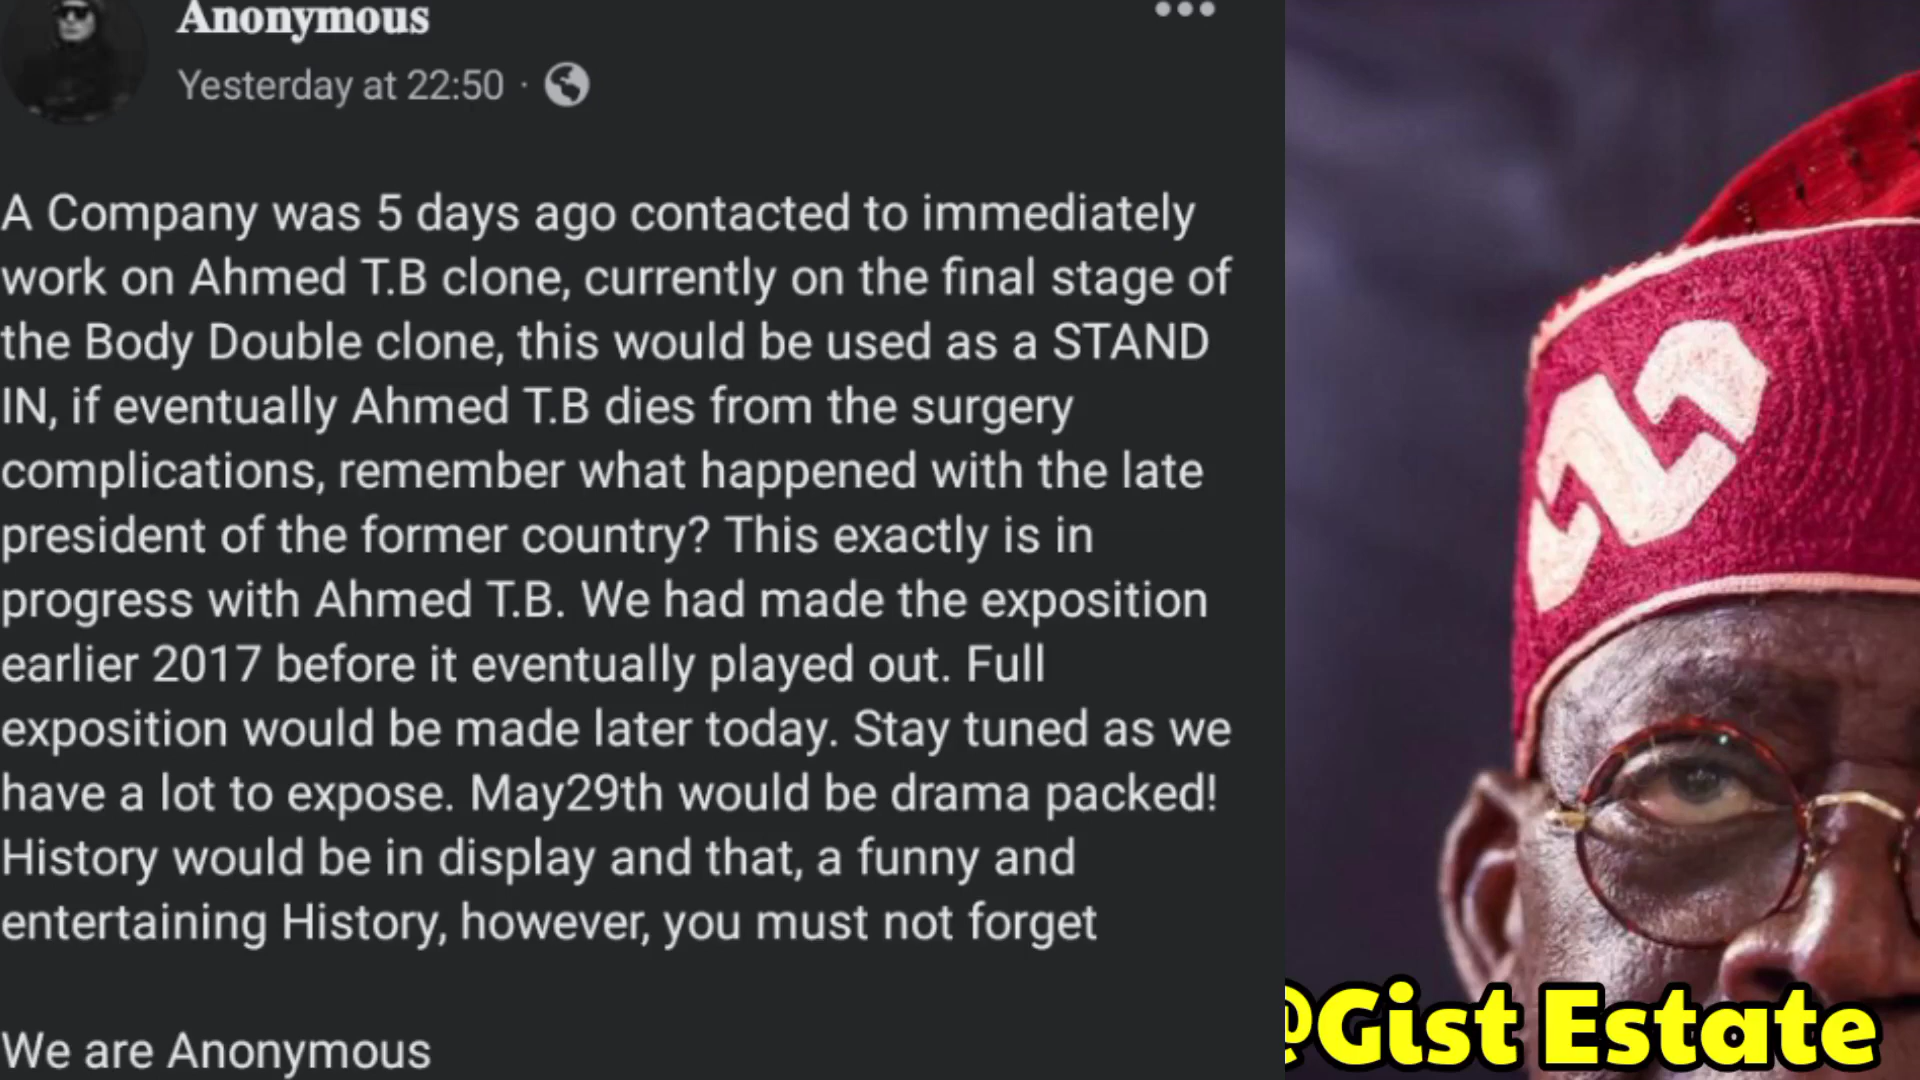 Anonymous
Yesterday at 22:50 ·
A Company was 5 days ago contacted to immediately
work on Ahmed T.B clone, currently on the final stage of
the Body Double clone, this would be used as a STAND
IN, if eventually Ahmed T.B dies from the surgery
complications, remember what happened with the late
president of the former country? This exactly is in
progress with Ahmed T.B. We had made the exposition
earlier 2017 before it eventually played out. Full
exposition would be made later today. Stay tuned as we
have a lot to expose. May29th would be drama packed!
History would be in display and that, a funny and
entertaining History, however, you must not forget
We are Anonymous
@Gist Estate